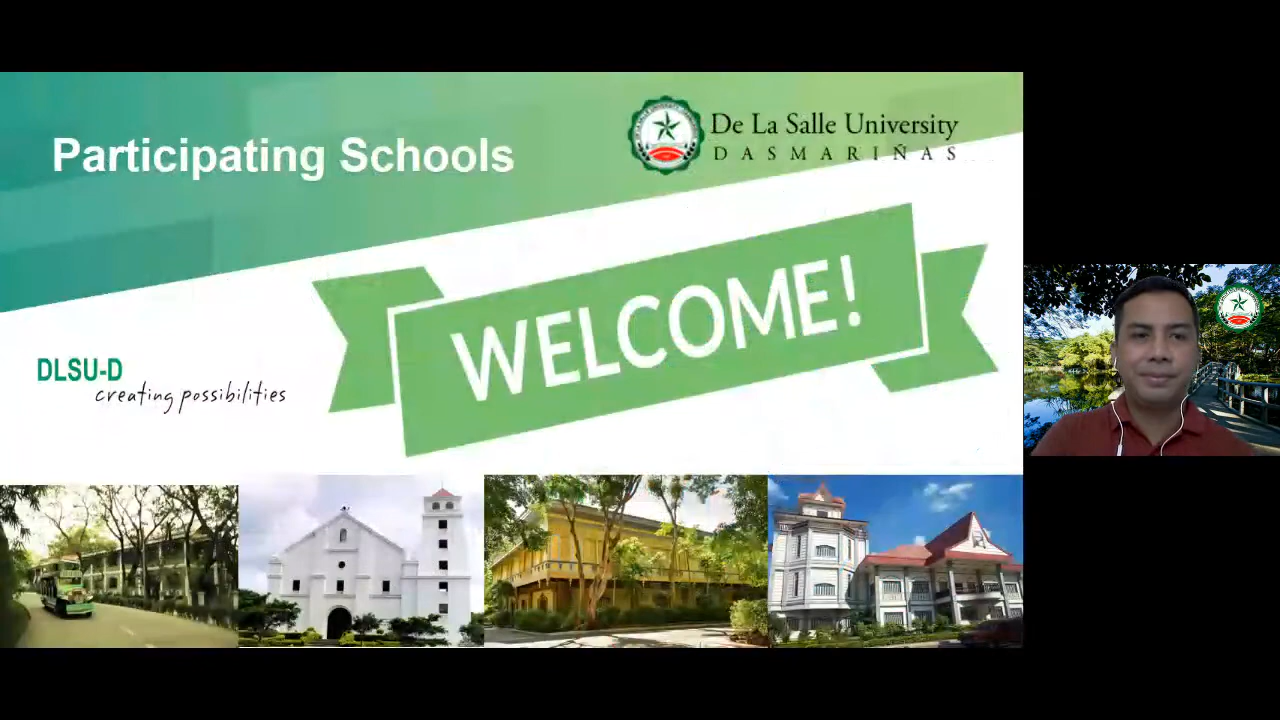 Participating Schools
De La Salle University
DASMARIÑAS
WELCOME!
DLSU-D
creating possibilities